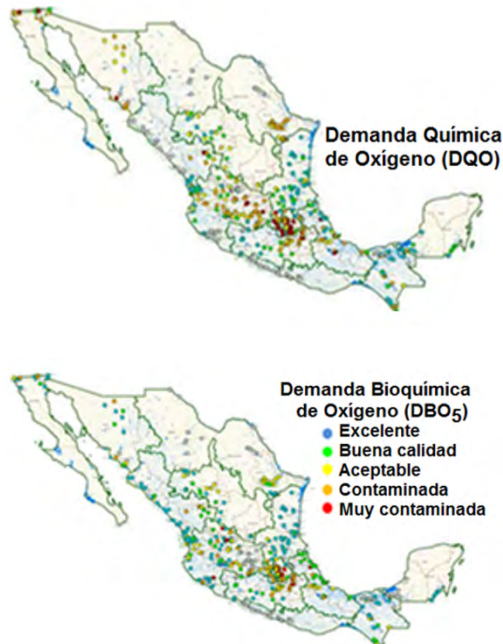 Demanda Química
de Oxígeno (DQO)
Demanda Bioquímica
de Oxígeno (DBO5)
Excelente
Buena calidad
Aceptable
Contaminada
Muy contaminada